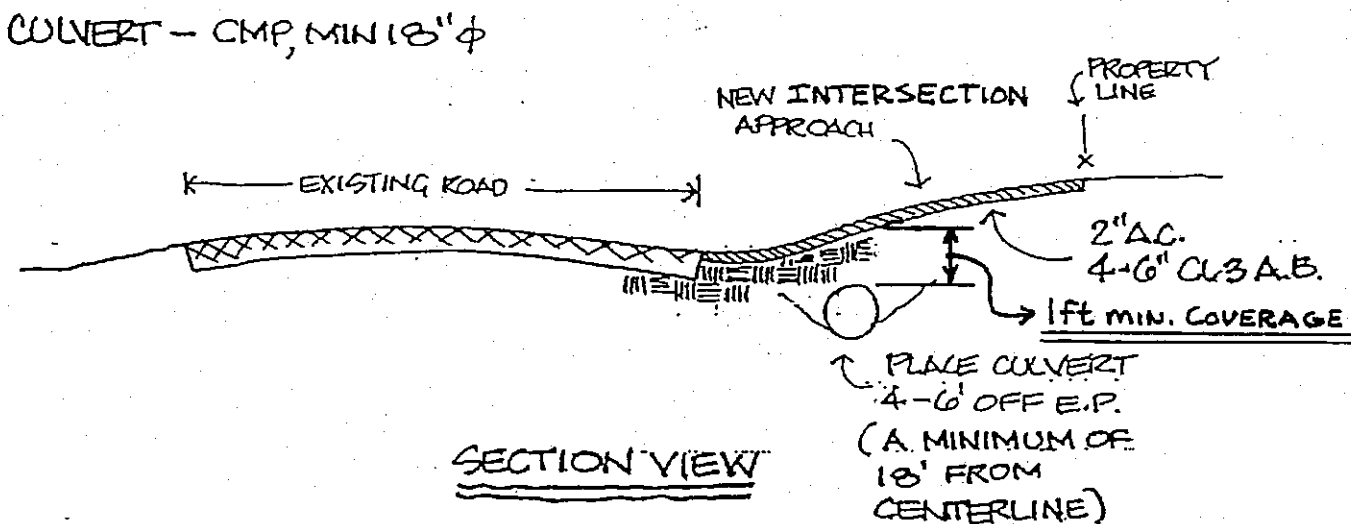 CULVERT - CMP, MIN 18" ϕ
PROPERTY
LINE
NEW INTERSECTION
APPROACH
EXISTING ROAD
2" A.C.
4-6" CL3 A.B.
1ft MIN. COVERAGE
PLACE CULVERT
4-6' OFF E.P.
(A MINIMUM OF
18' FROM
CENTERLINE)
SECTION VIEW